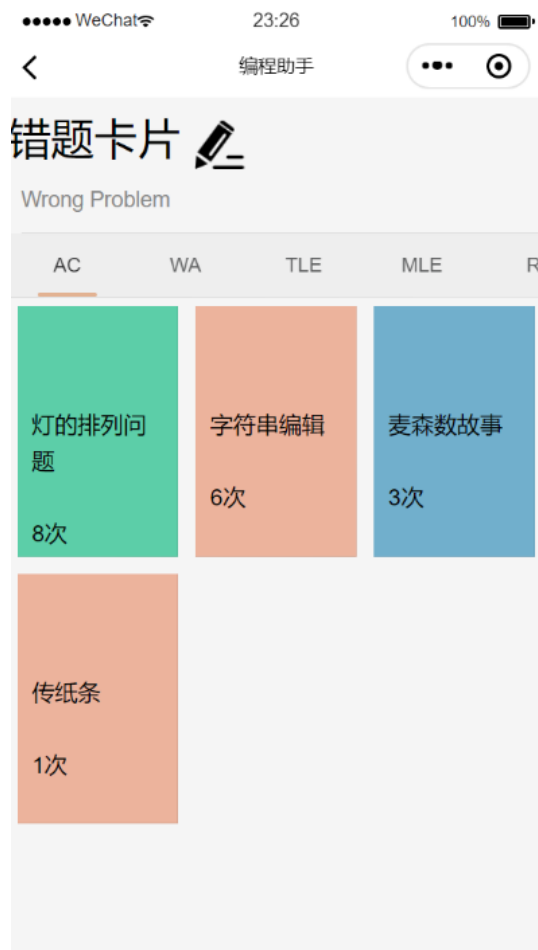 WeChat 23:26 100%
编程助手
错题卡片
Wrong Problem
AC WA TLE MLE R
灯的排列问
题
8次
字符串编辑
6次
麦森数故事
3次
传纸条
1次